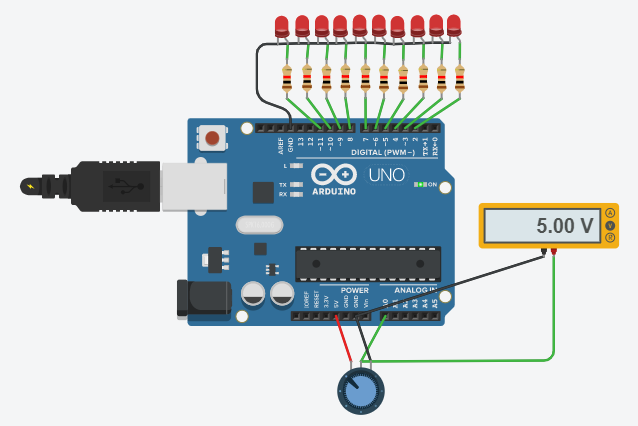 AREF
GND
13
12
~11
~10
~9
8
7
~6
~5
4
~3
2
TX→1
RX←0
DIGITAL (PWM~)
L
TX
RX
ARDUINO
UNO
ON
5.00 V
A
V
R
POWER
ANALOG IN
IOREF
RESET
3.3V
5V
GND
GND
Vin
A0
A1
A2
A3
A4
A5